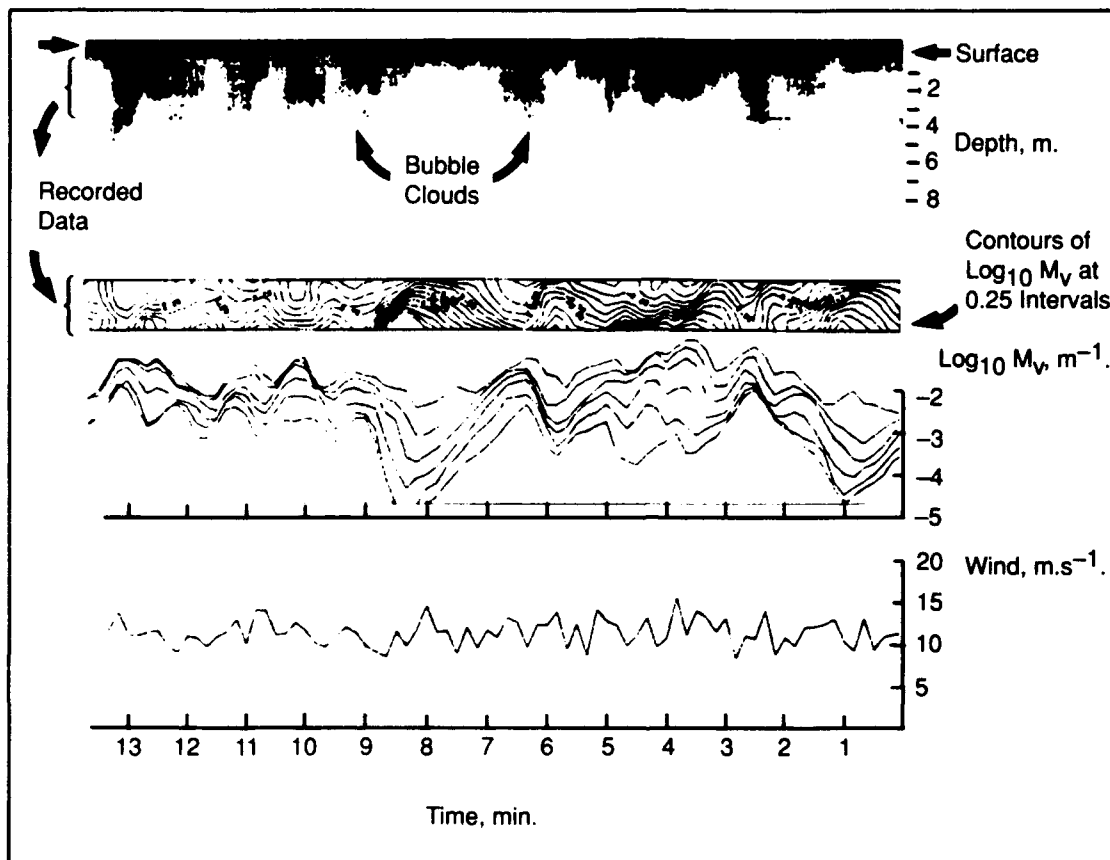 Surface
2
4
6
8
Depth, m.
Bubble
Clouds
Recorded
Data
Contours of
Log10 Mv at
0.25 Intervals
Log10 Mv, m−1.
−2
−3
−4
−5
20
15
10
5
Wind, m.s−1.
13 12 11 10 9 8 7 6 5 4 3 2 1
Time, min.